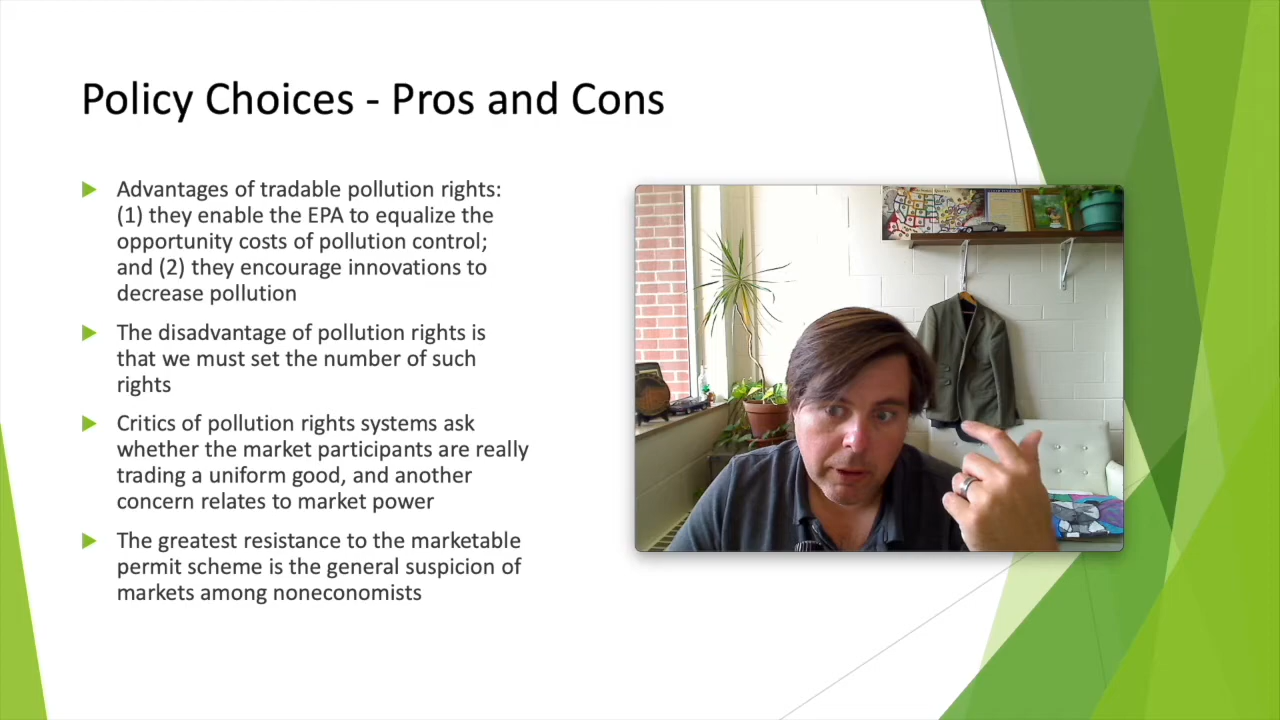 Policy Choices - Pros and Cons
Advantages of tradable pollution rights:
(1) they enable the EPA to equalize the
opportunity costs of pollution control;
and (2) they encourage innovations to
decrease pollution
The disadvantage of pollution rights is
that we must set the number of such
rights
Critics of pollution rights systems ask
whether the market participants are really
trading a uniform good, and another
concern relates to market power
The greatest resistance to the marketable
permit scheme is the general suspicion of
markets among noneconomists